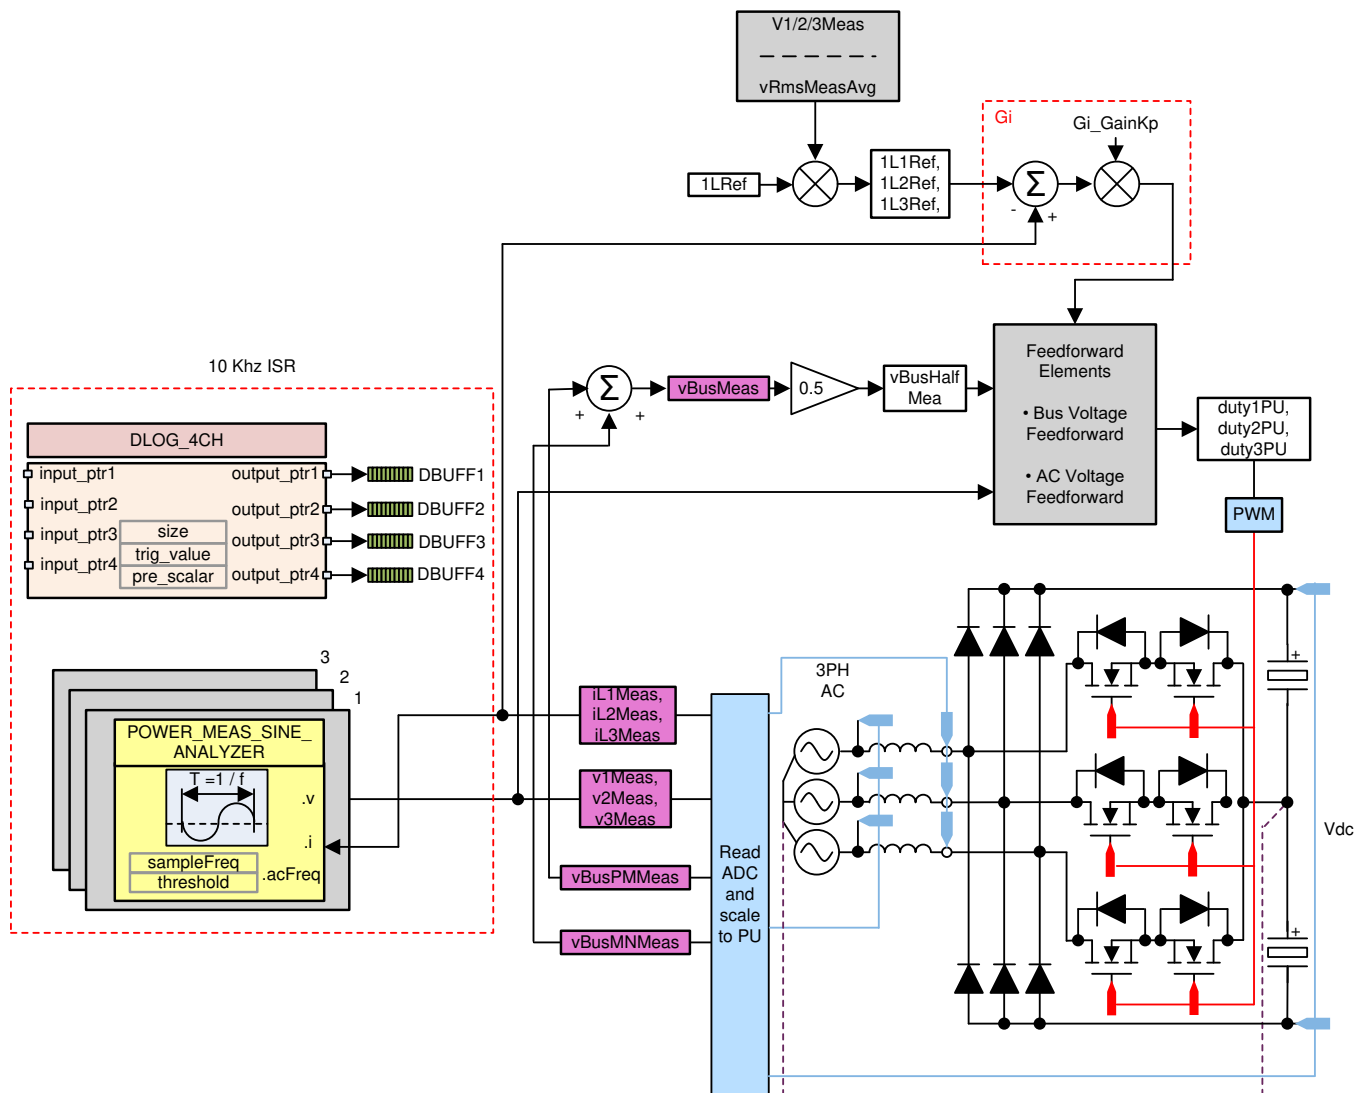 V1/2/3Meas
vRmsMeasAvg
Gi
Gi_GainKp
1LRef
1L1Ref,
1L2Ref,
1L3Ref,
Σ
-
+
10 Khz ISR
DLOG_4CH
input_ptr1
input_ptr2
input_ptr3
input_ptr4
size
trig_value
pre_scalar
output_ptr1
output_ptr2
output_ptr3
output_ptr4
DBUFF1
DBUFF2
DBUFF3
DBUFF4
Σ
+
+
vBusMeas
0.5
vBusHalf
Mea
Feedforward
Elements
• Bus Voltage
Feedforward
• AC Voltage
Feedforward
duty1PU,
duty2PU,
duty3PU
PWM
3
2
1
POWER_MEAS_SINE_
ANALYZER
T =1 / f
.v
.i
.acFreq
sampleFreq
threshold
iL1Meas,
iL2Meas,
iL3Meas
v1Meas,
v2Meas,
v3Meas
vBusPMMeas
vBusMNMeas
Read
ADC
and
scale
to PU
3PH
AC
+
+
Vdc